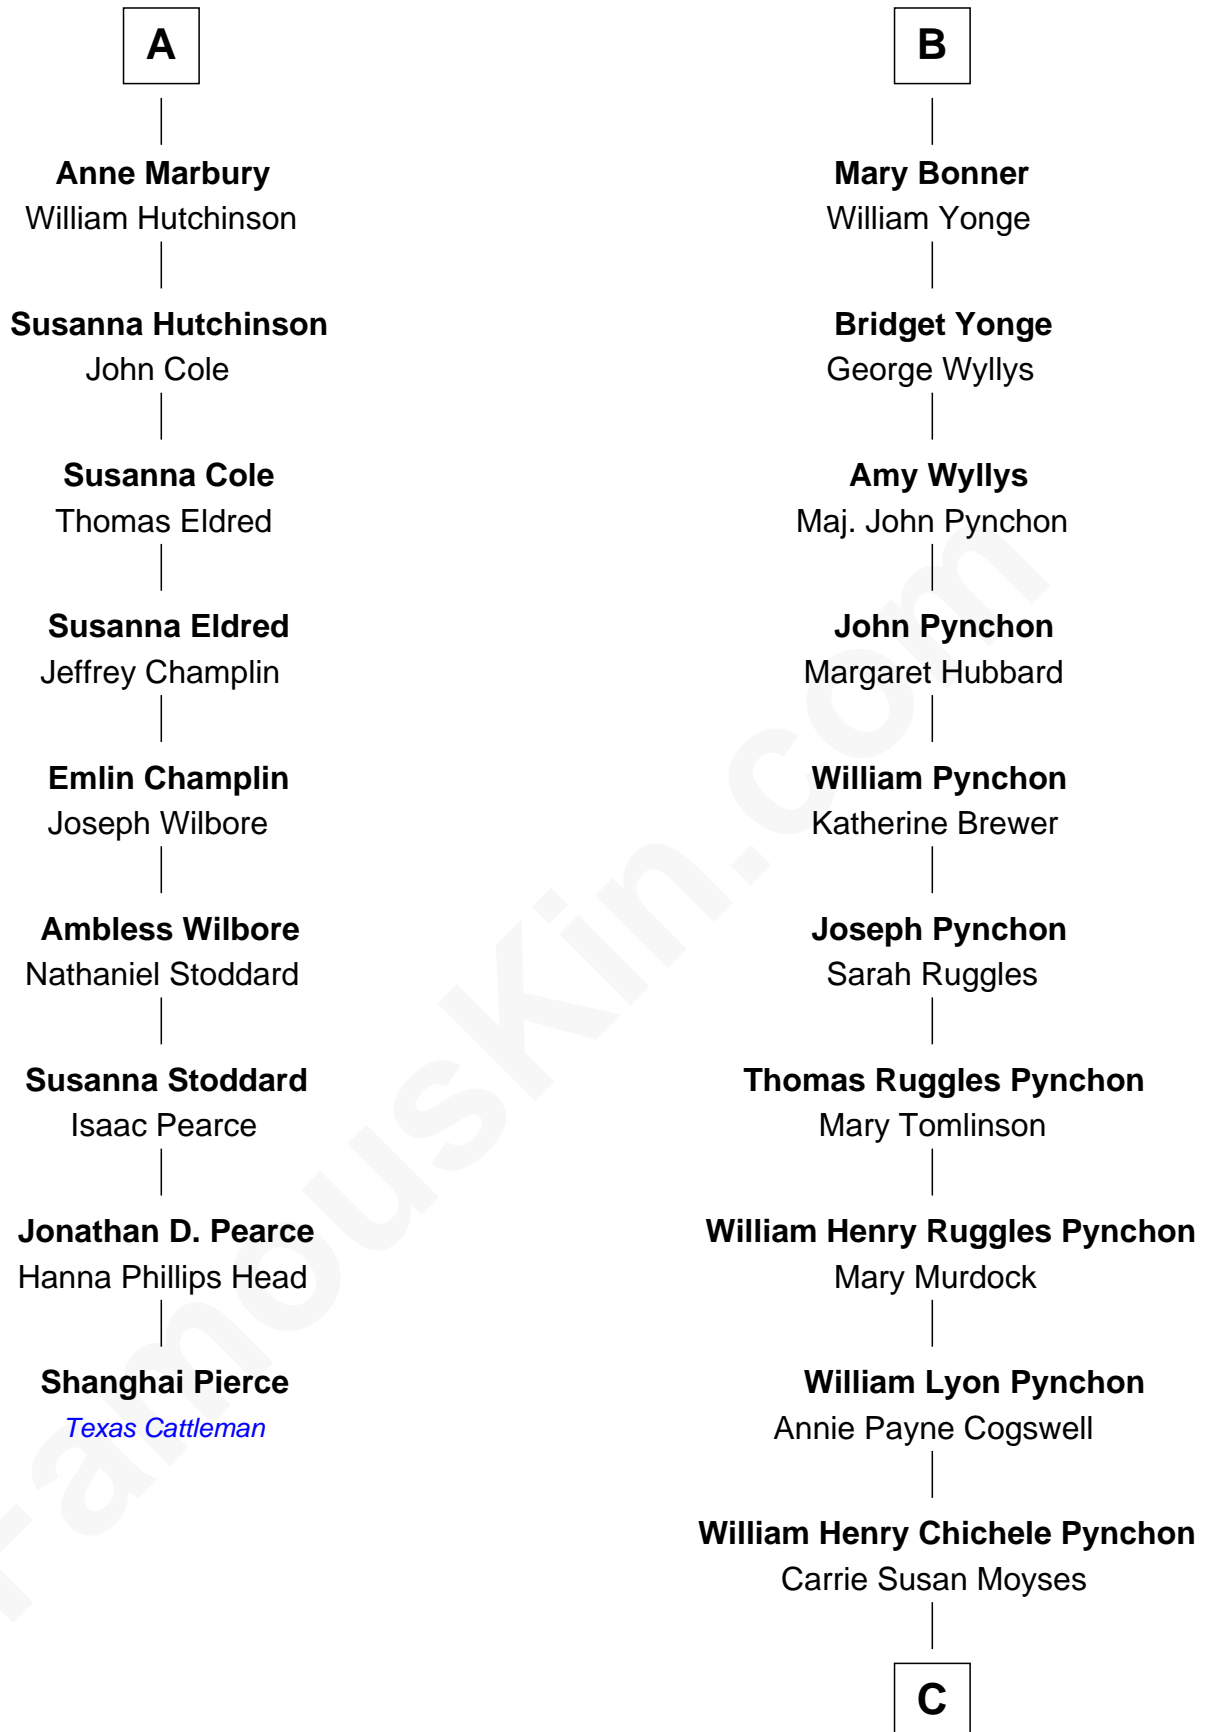 A
Anne Marbury
William Hutchinson
Susanna Hutchinson
John Cole
Susanna Cole
Thomas Eldred
Susanna Eldred
Jeffrey Champlin
Emlin Champlin
Joseph Wilbore
Ambless Wilbore
Nathaniel Stoddard
Susanna Stoddard
Isaac Pearce
Jonathan D. Pearce
Hanna Phillips Head
Shanghai Pierce
Texas Cattleman
B
Mary Bonner
William Yonge
Bridget Yonge
George Wyllys
Amy Wyllys
Maj. John Pynchon
John Pynchon
Margaret Hubbard
William Pynchon
Katherine Brewer
Joseph Pynchon
Sarah Ruggles
Thomas Ruggles Pynchon
Mary Tomlinson
William Henry Ruggles Pynchon
Mary Murdock
William Lyon Pynchon
Annie Payne Cogswell
William Henry Chichele Pynchon
Carrie Susan Moyses
C
FamousKin.com